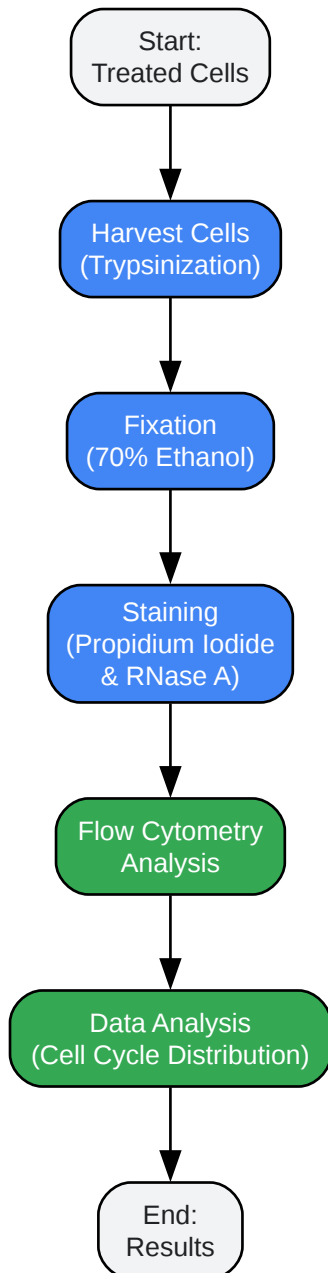 Start:
Treated Cells
Harvest Cells
(Trypsinization)
Fixation
(70% Ethanol)
Staining
(Propidium Iodide
& RNase A)
Flow Cytometry
Analysis
Data Analysis
(Cell Cycle Distribution)
End:
Results